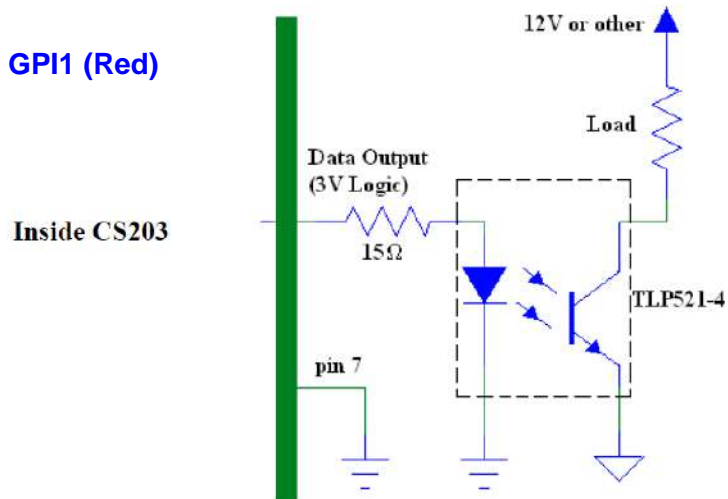 12V or other
GPI1 (Red)
Load
Data Output
(3V Logic)
Inside CS203
15Ω
TLP521-4
pin 7